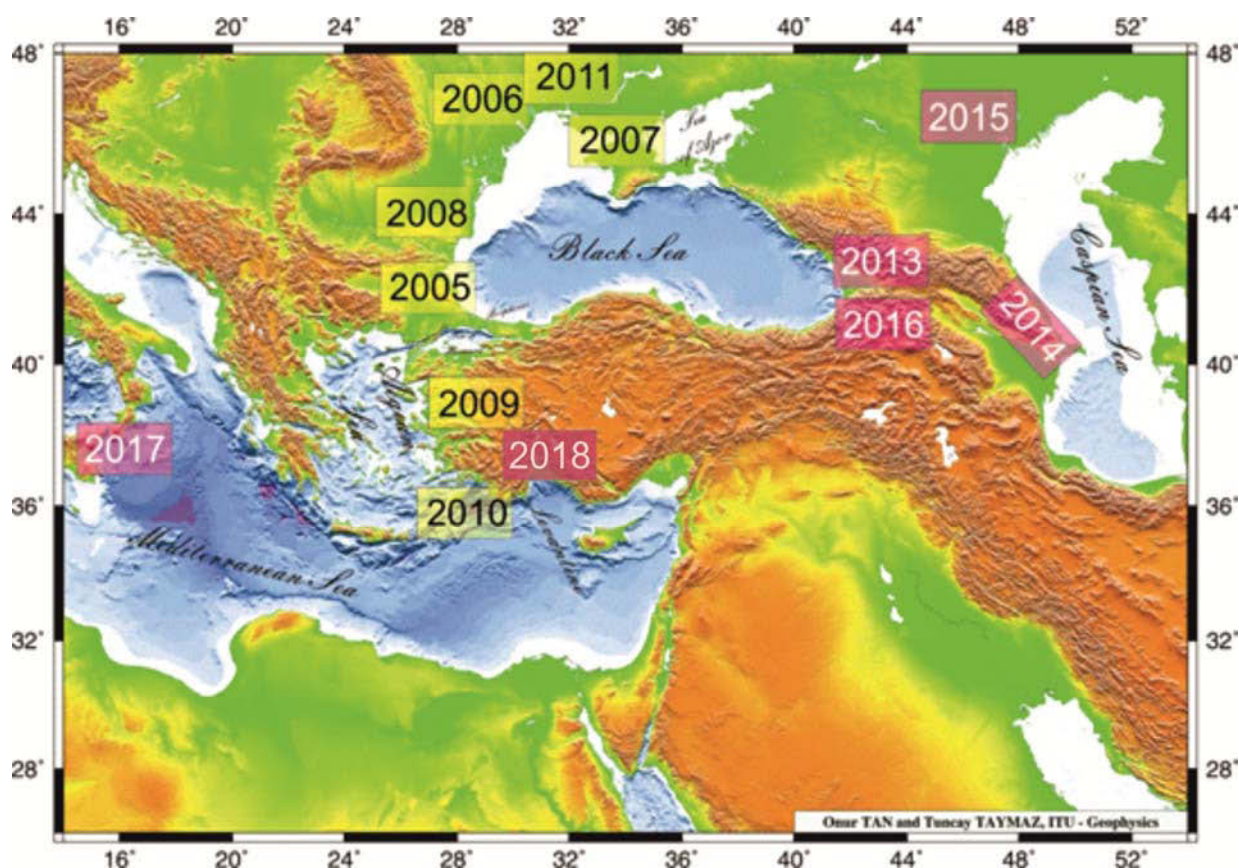 16° 20° 24° 28° 32° 36° 40° 44° 48° 52°
48° 48°
2011
2006
2015
2007
Sea
of Azov
44° 44°
2008
Black Sea
Caspian Sea
2013
2005
2016
2014
40° 40°
Marmara
Aegean
Sea
2009
2017
2018
36° 36°
2010
Levantine
Mediterranean Sea
32° 32°
28° 28°
Onur TAN and Tuncay TAYMAZ, ITU - Geophysics
16° 20° 24° 28° 32° 36° 40° 44° 48° 52°